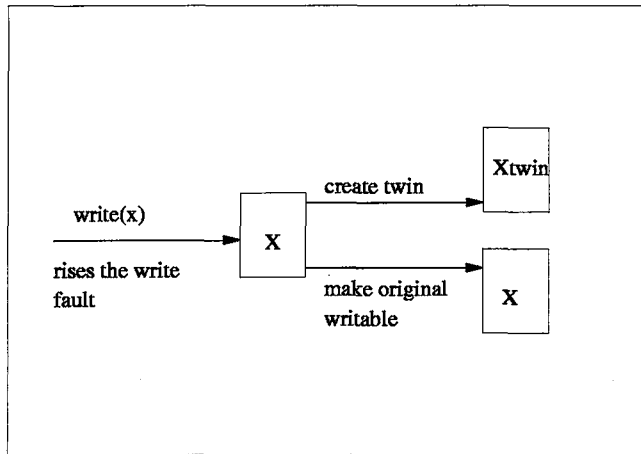 write(x)
rises the write
fault
X
create twin
make original
writable
Xtwin
X